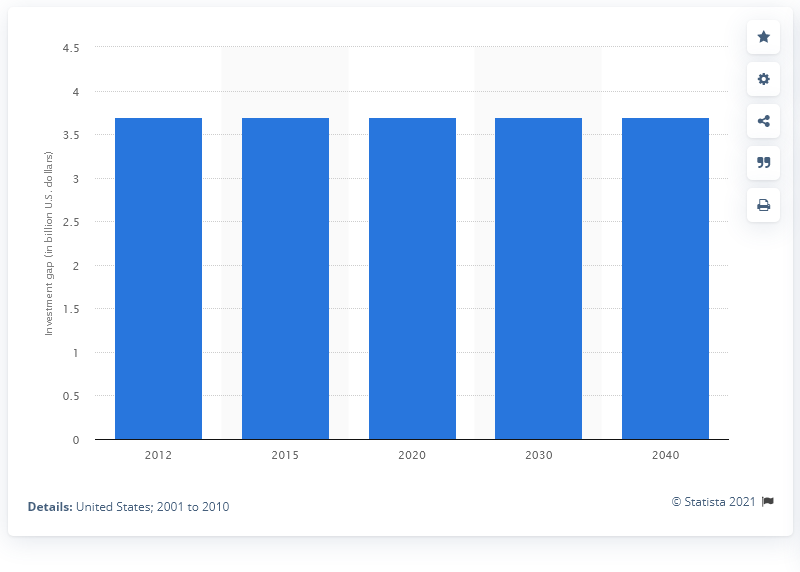 4.5
4
3.5
3
2.5
2
1.5
1
0.5
0
Investment gap (in billion U.S. dollars)
2012 2015 2020 2030 2040
© Statista 2021
Details: United States; 2001 to 2010